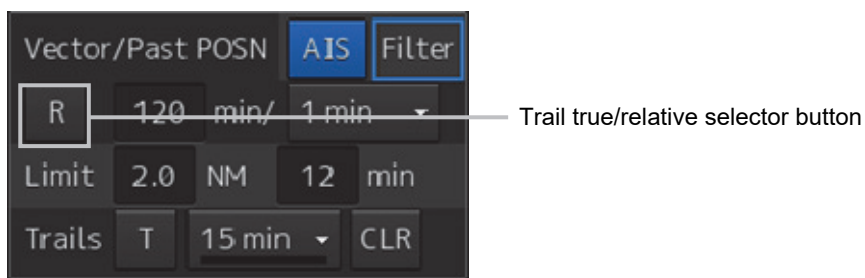 Vector/Past POSN AIS Filter
R 120 min/ 1 min
Trail true/relative selector button
Limit 2.0 NM 12 min
Trails T 15 min CLR